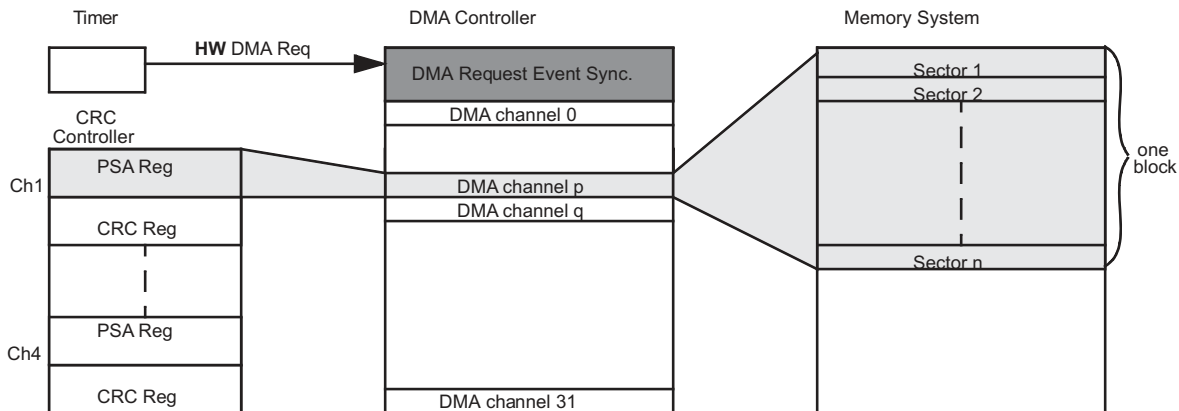 Timer
DMA Controller
Memory System
HW DMA Req
DMA Request Event Sync.
Sector 1
Sector 2
DMA channel 0
CRC
Controller
PSA Reg
Ch1
DMA channel p
one
block
DMA channel q
CRC Reg
Sector n
PSA Reg
Ch4
CRC Reg
DMA channel 31